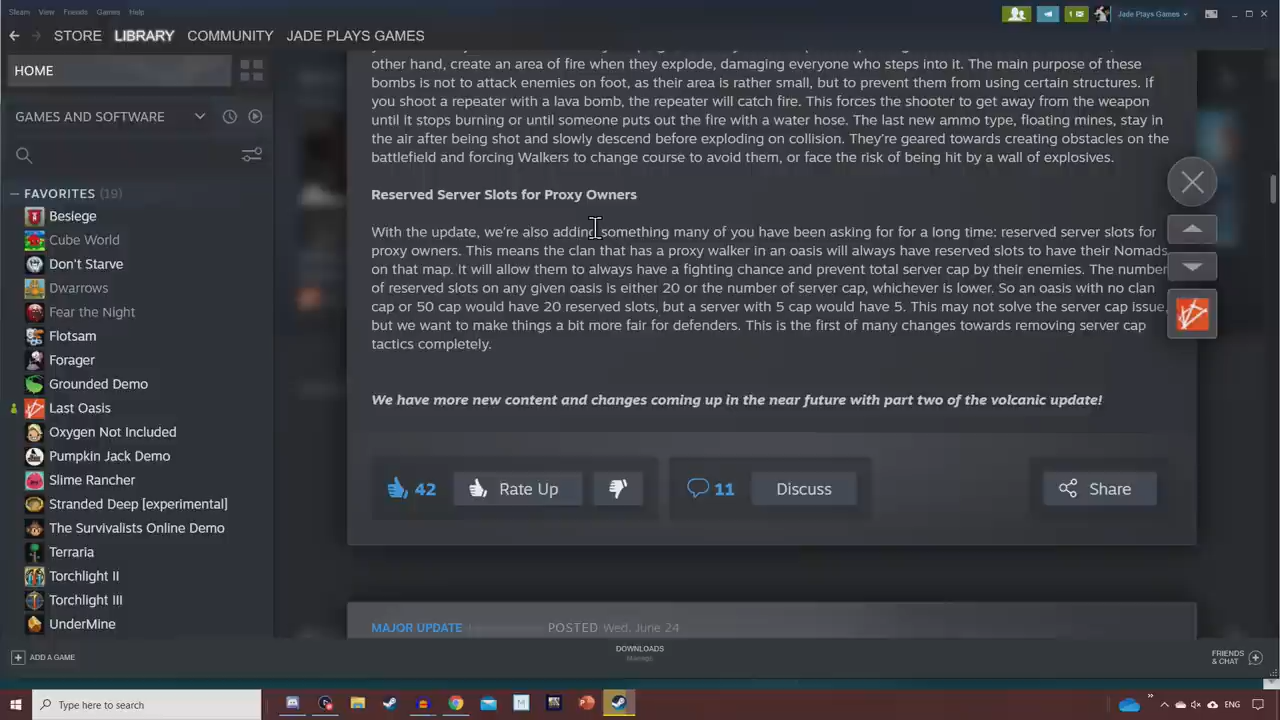 Steam View Friends Games Help
1
Jade Plays Games
STORE LIBRARY COMMUNITY JADE PLAYS GAMES
HOME
GAMES AND SOFTWARE
FAVORITES (19)
Besiege
Cube World
Don't Starve
Dwarrows
Fear the Night
Flotsam
Forager
Grounded Demo
Last Oasis
Oxygen Not Included
Pumpkin Jack Demo
Slime Rancher
Stranded Deep [experimental]
The Survivalists Online Demo
Terraria
Torchlight II
Torchlight III
UnderMine
other hand, create an area of fire when they explode, damaging everyone who steps into it. The main purpose of these
bombs is not to attack enemies on foot, as their area is rather small, but to prevent them from using certain structures. If
you shoot a repeater with a lava bomb, the repeater will catch fire. This forces the shooter to get away from the weapon
until it stops burning or until someone puts out the fire with a water hose. The last new ammo type, floating mines, stay in
the air after being shot and slowly descend before exploding on collision. They're geared towards creating obstacles on the
battlefield and forcing Walkers to change course to avoid them, or face the risk of being hit by a wall of explosives.
Reserved Server Slots for Proxy Owners
With the update, we're also adding something many of you have been asking for for a long time: reserved server slots for
proxy owners. This means the clan that has a proxy walker in an oasis will always have reserved slots to have their Nomads
on that map. It will allow them to always have a fighting chance and prevent total server cap by their enemies. The number
of reserved slots on any given oasis is either 20 or the number of server cap, whichever is lower. So an oasis with no clan
cap or 50 cap would have 20 reserved slots, but a server with 5 cap would have 5. This may not solve the server cap issue,
but we want to make things a bit more fair for defenders. This is the first of many changes towards removing server cap
tactics completely.
We have more new content and changes coming up in the near future with part two of the volcanic update!
42 Rate Up 11 Discuss Share
MAJOR UPDATE POSTED Wed, June 24
ADD A GAME
DOWNLOADS
Manage
FRIENDS
& CHAT
Type here to search
ENG